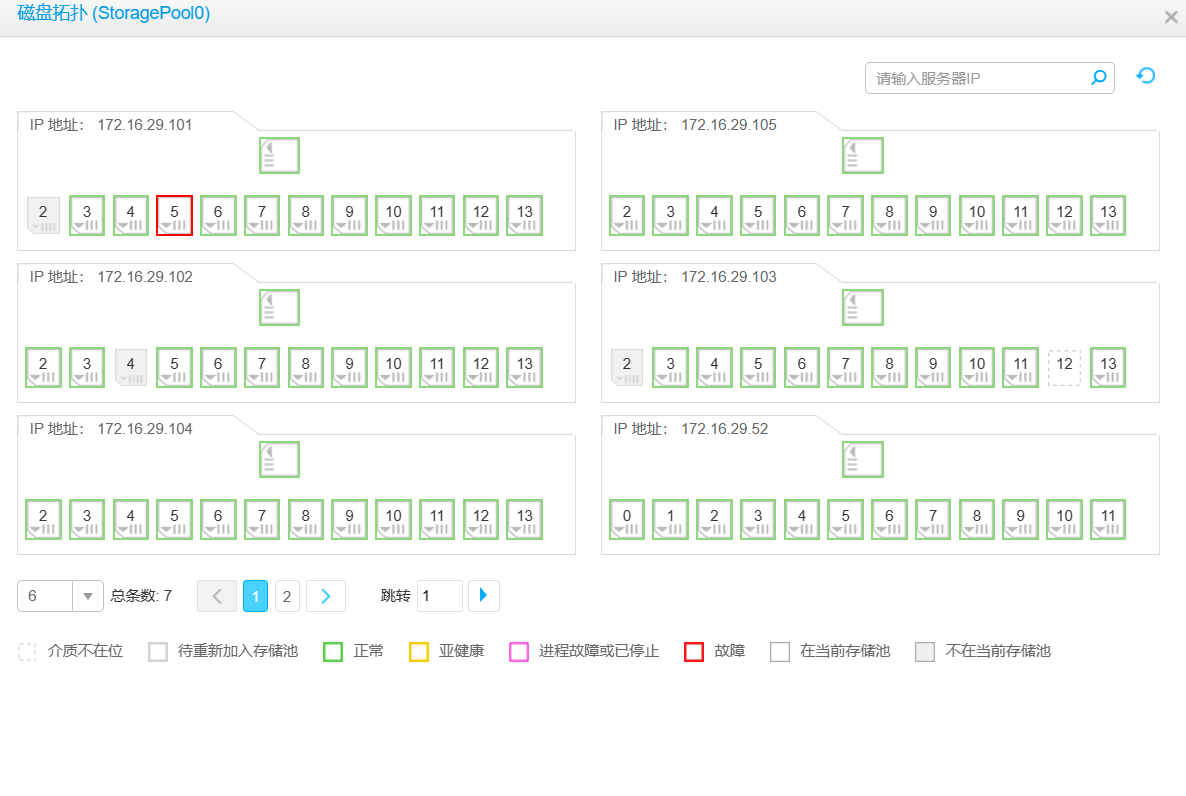 磁盘拓扑 (StoragePool0)
请输入服务器IP
IP 地址： 172.16.29.101
2 3 4 5 6 7 8 9 10 11 12 13
IP 地址： 172.16.29.105
2 3 4 5 6 7 8 9 10 11 12 13
IP 地址： 172.16.29.102
2 3 4 5 6 7 8 9 10 11 12 13
IP 地址： 172.16.29.103
2 3 4 5 6 7 8 9 10 11 12 13
IP 地址： 172.16.29.104
2 3 4 5 6 7 8 9 10 11 12 13
IP 地址： 172.16.29.52
0 1 2 3 4 5 6 7 8 9 10 11
6 总条数: 7 1 2 跳转 1
介质不在位 待重新加入存储池 正常 亚健康 进程故障或已停止 故障 在当前存储池 不在当前存储池